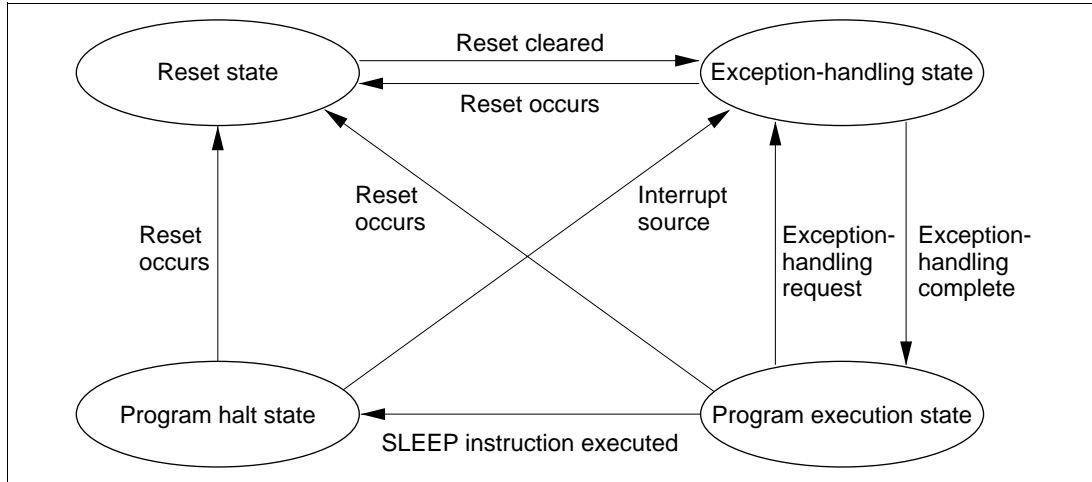 Reset cleared
Reset state
Exception-handling state
Reset occurs
Reset
occurs
Interrupt
source
Reset
occurs
Exception-
handling
request
Exception-
handling
complete
Program halt state
Program execution state
SLEEP instruction executed